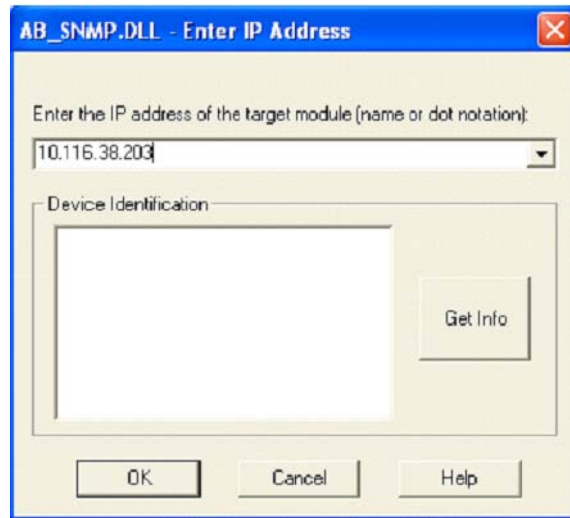 AB_SNMP.DLL - Enter IP Address
Enter the IP address of the target module (name or dot notation):
10.116.38.203
Device Identification
Get Info
OK
Cancel
Help